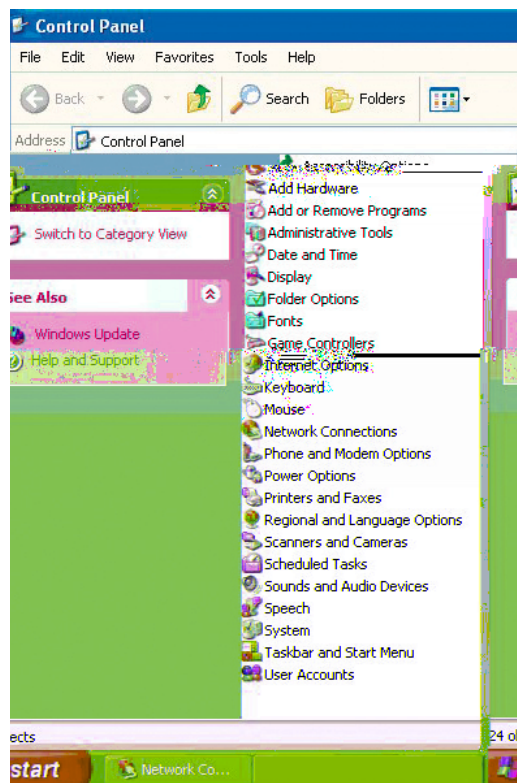 Control Panel
File Edit View Favorites Tools Help
Back Search Folders
Address Control Panel
Accessibility Options
Control Panel
Switch to Category View
See Also
Windows Update
Help and Support
Add Hardware
Add or Remove Programs
Administrative Tools
Date and Time
Display
Folder Options
Fonts
Game Controllers
Internet Options
Keyboard
Mouse
Network Connections
Phone and Modem Options
Power Options
Printers and Faxes
Regional and Language Options
Scanners and Cameras
Scheduled Tasks
Sounds and Audio Devices
Speech
System
Taskbar and Start Menu
User Accounts
ects 24 o
start Network Co...